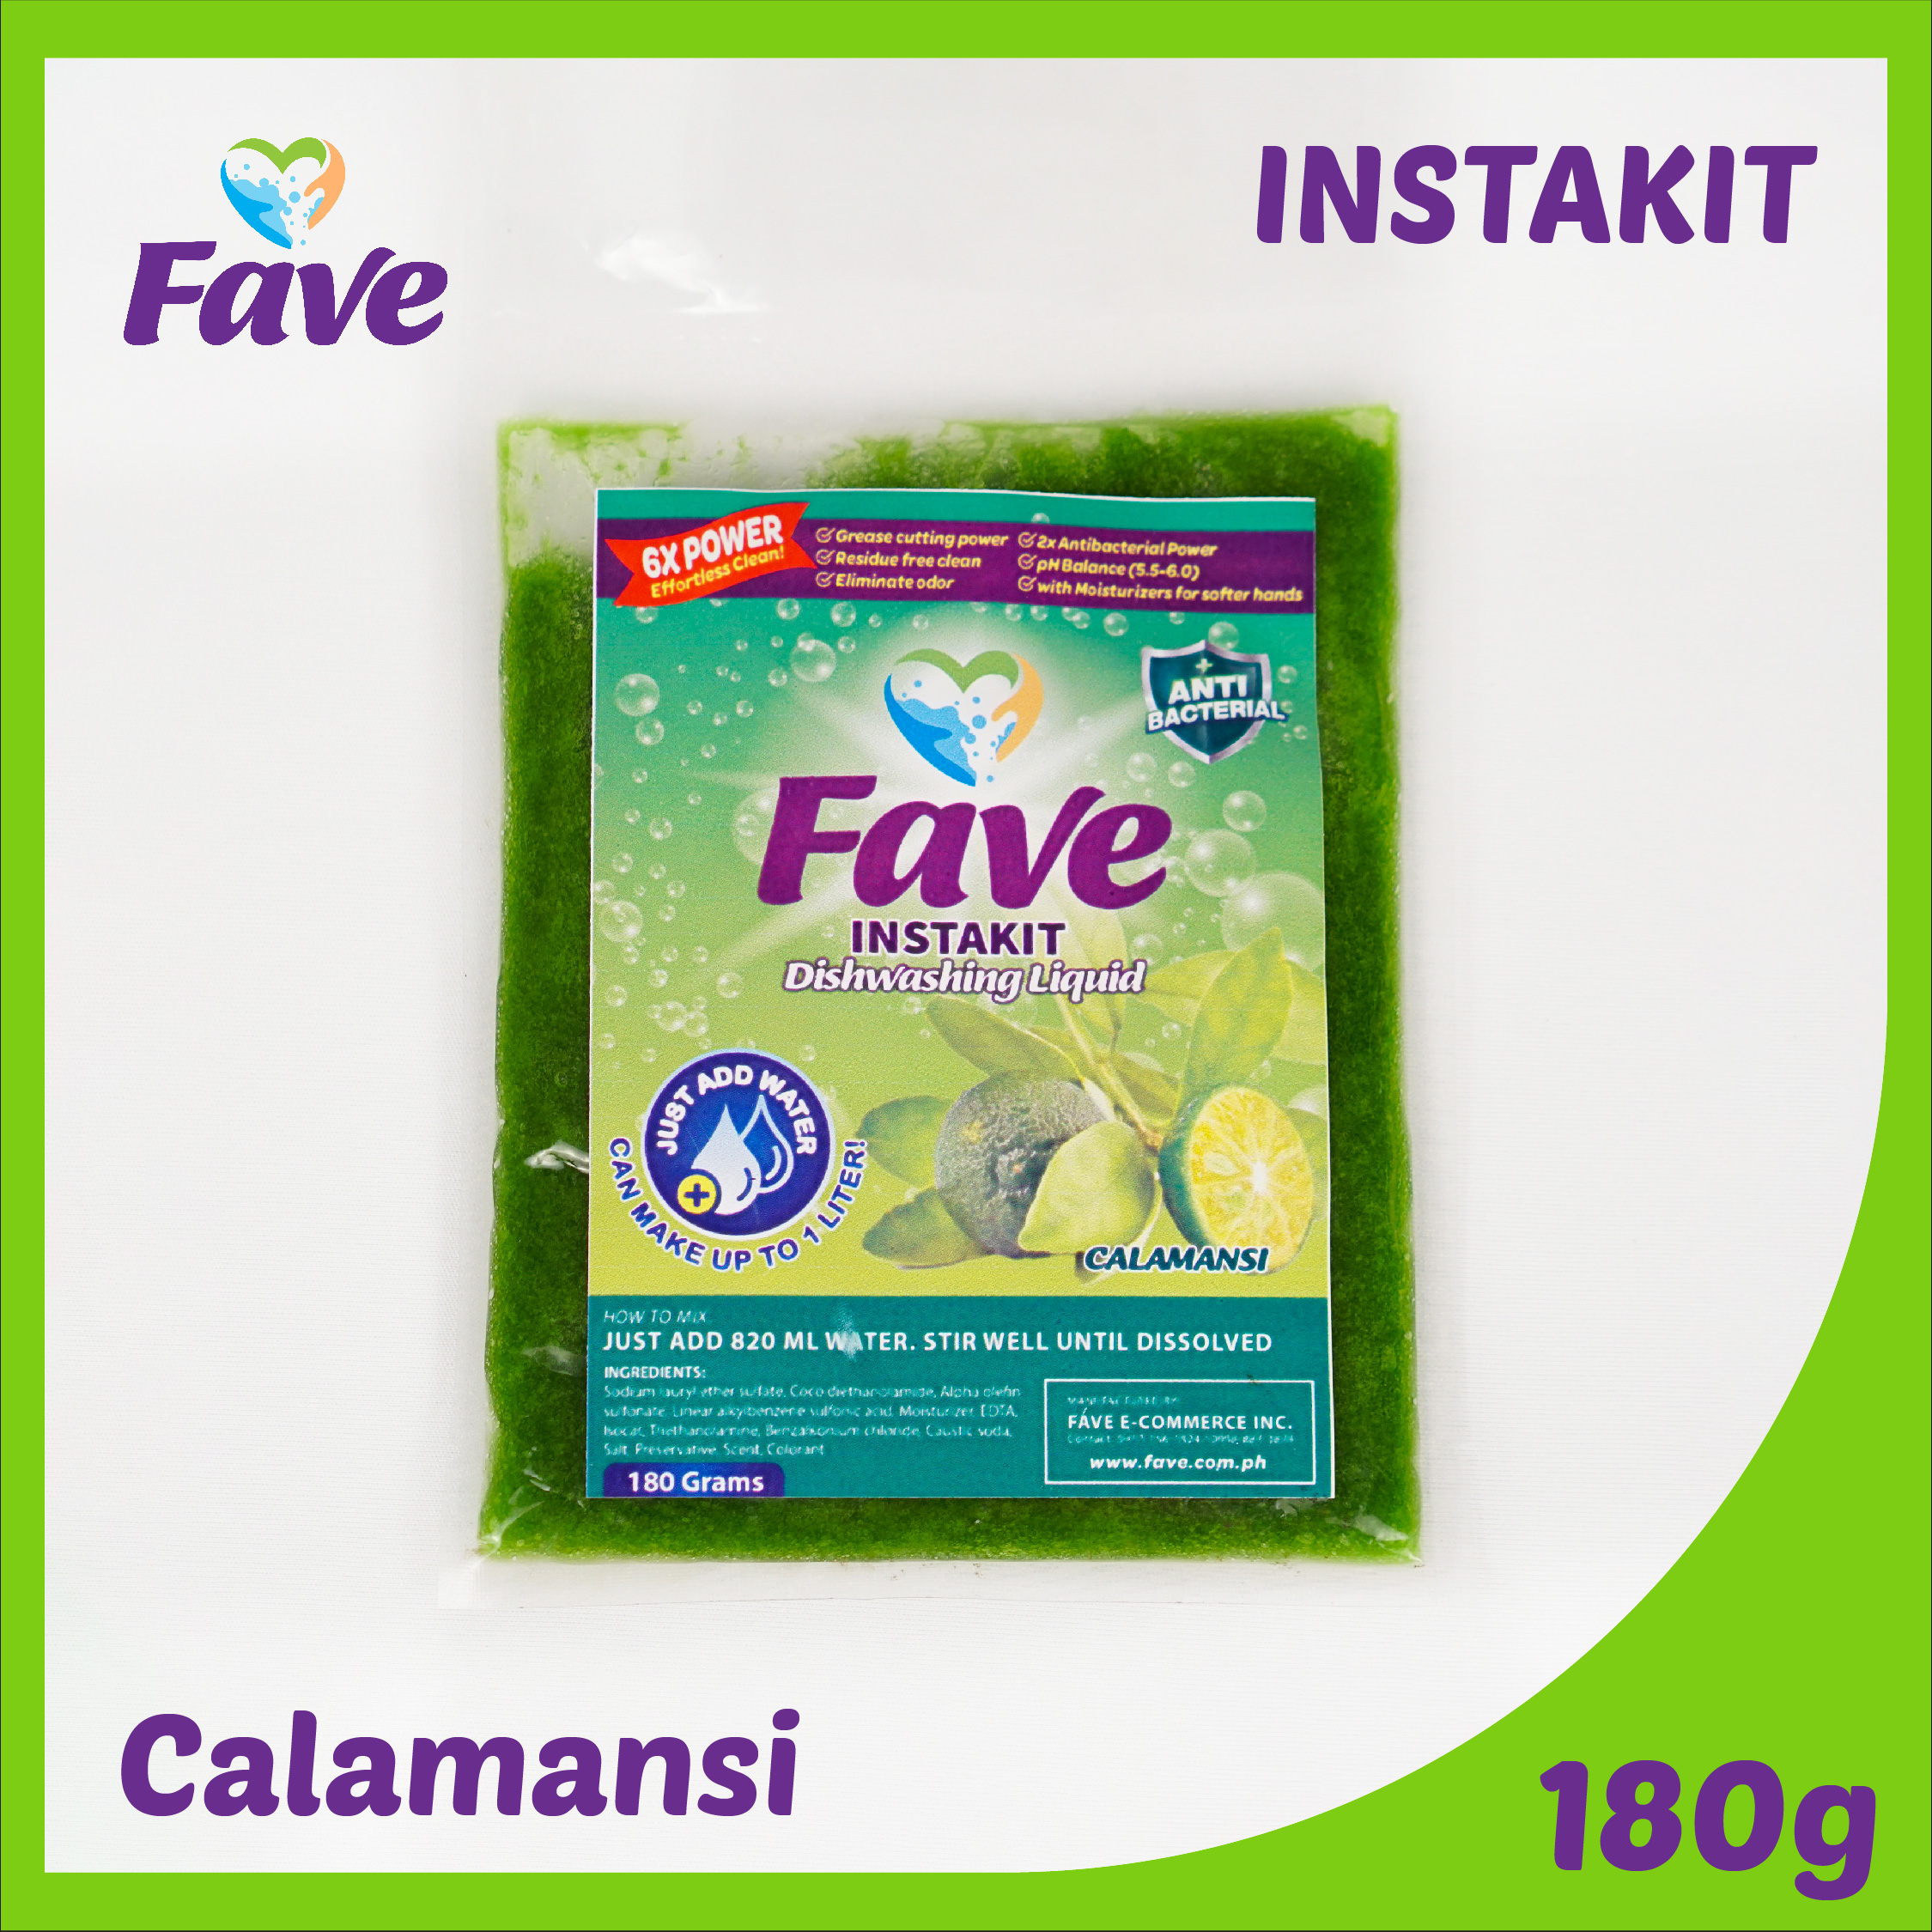 Fave
INSTAKIT
6X POWER
Effortless Clean!
Grease cutting power
Residue free clean
Eliminate odor
2x Antibacterial Power
pH Balance (5.5-6.0)
with Moisturizers for softer hands
+
ANTI
BACTERIAL
Fave
INSTAKIT
Dishwashing Liquid
JUST ADD WATER
CAN MAKE UP TO 1 LITER!
CALAMANSI
HOW TO MIX:
JUST ADD 820 ML WATER. STIR WELL UNTIL DISSOLVED
INGREDIENTS:
Sodium lauryl ether sulfate, Coco diethanolamide, Alpha olefin
sulfonate, Linear alkylbenzene sulfonic acid, Moisturizer, EDTA,
Isocat, Triethanolamine, Benzalkonium chloride, Caustic soda,
Salt, Preservative, Scent, Colorant
180 Grams
MANUFACTURED BY:
FÁVE E-COMMERCE INC.
www.fave.com.ph
Calamansi
180g